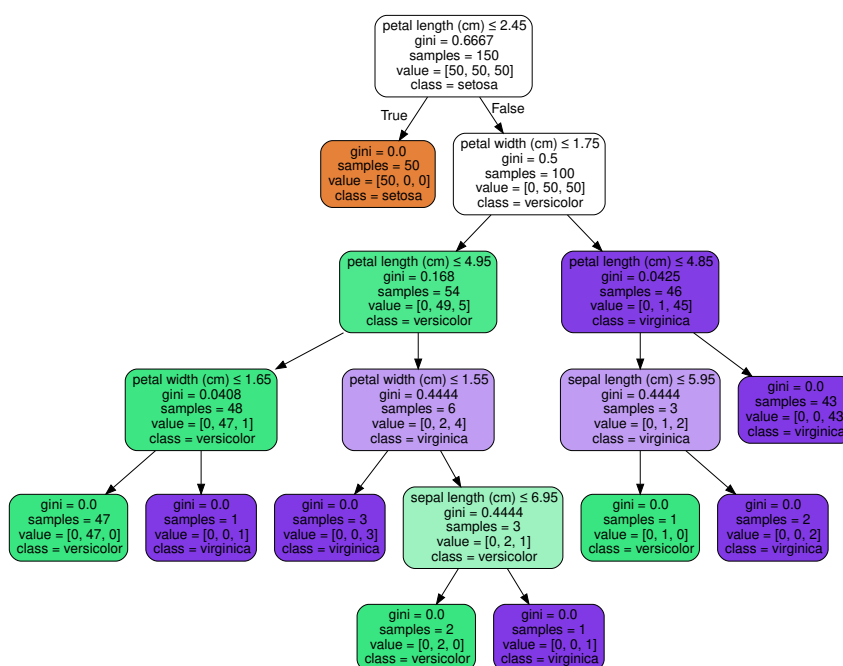 petal length (cm) ≤ 2.45
gini = 0.6667
samples = 150
value = [50, 50, 50]
class = setosa
True
False
gini = 0.0
samples = 50
value = [50, 0, 0]
class = setosa
petal width (cm) ≤ 1.75
gini = 0.5
samples = 100
value = [0, 50, 50]
class = versicolor
petal length (cm) ≤ 4.95
gini = 0.168
samples = 54
value = [0, 49, 5]
class = versicolor
petal length (cm) ≤ 4.85
gini = 0.0425
samples = 46
value = [0, 1, 45]
class = virginica
petal width (cm) ≤ 1.65
gini = 0.0408
samples = 48
value = [0, 47, 1]
class = versicolor
petal width (cm) ≤ 1.55
gini = 0.4444
samples = 6
value = [0, 2, 4]
class = virginica
sepal length (cm) ≤ 5.95
gini = 0.4444
samples = 3
value = [0, 1, 2]
class = virginica
gini = 0.0
samples = 43
value = [0, 0, 43]
class = virginica
gini = 0.0
samples = 47
value = [0, 47, 0]
class = versicolor
gini = 0.0
samples = 1
value = [0, 0, 1]
class = virginica
gini = 0.0
samples = 3
value = [0, 0, 3]
class = virginica
sepal length (cm) ≤ 6.95
gini = 0.4444
samples = 3
value = [0, 2, 1]
class = versicolor
gini = 0.0
samples = 1
value = [0, 1, 0]
class = versicolor
gini = 0.0
samples = 2
value = [0, 0, 2]
class = virginica
gini = 0.0
samples = 2
value = [0, 2, 0]
class = versicolor
gini = 0.0
samples = 1
value = [0, 0, 1]
class = virginica